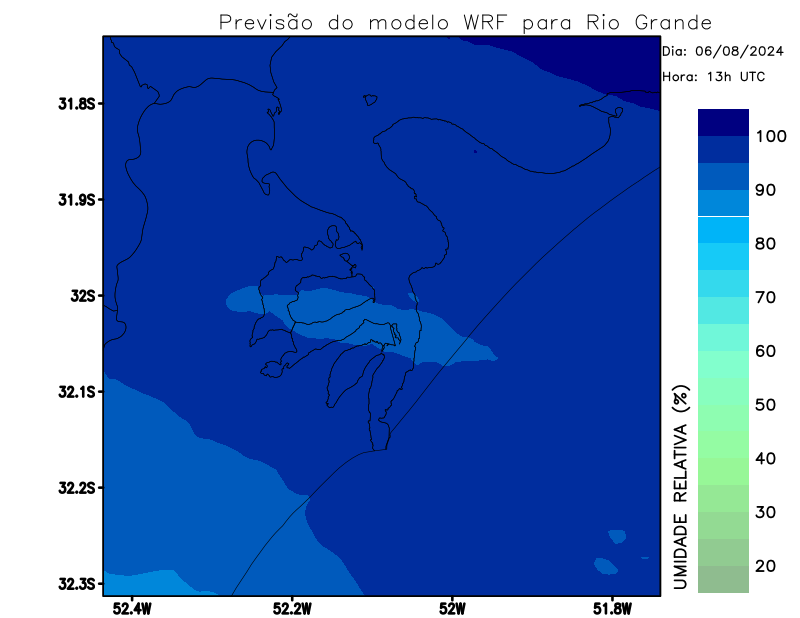 Previsão do modelo WRF para Rio Grande
Dia: 06/08/2024
Hora: 13h UTC
31.8S
31.9S
32S
32.1S
32.2S
32.3S
52.4W
52.2W
52W
51.8W
100
90
80
70
60
50
40
30
20
UMIDADE RELATIVA (%)